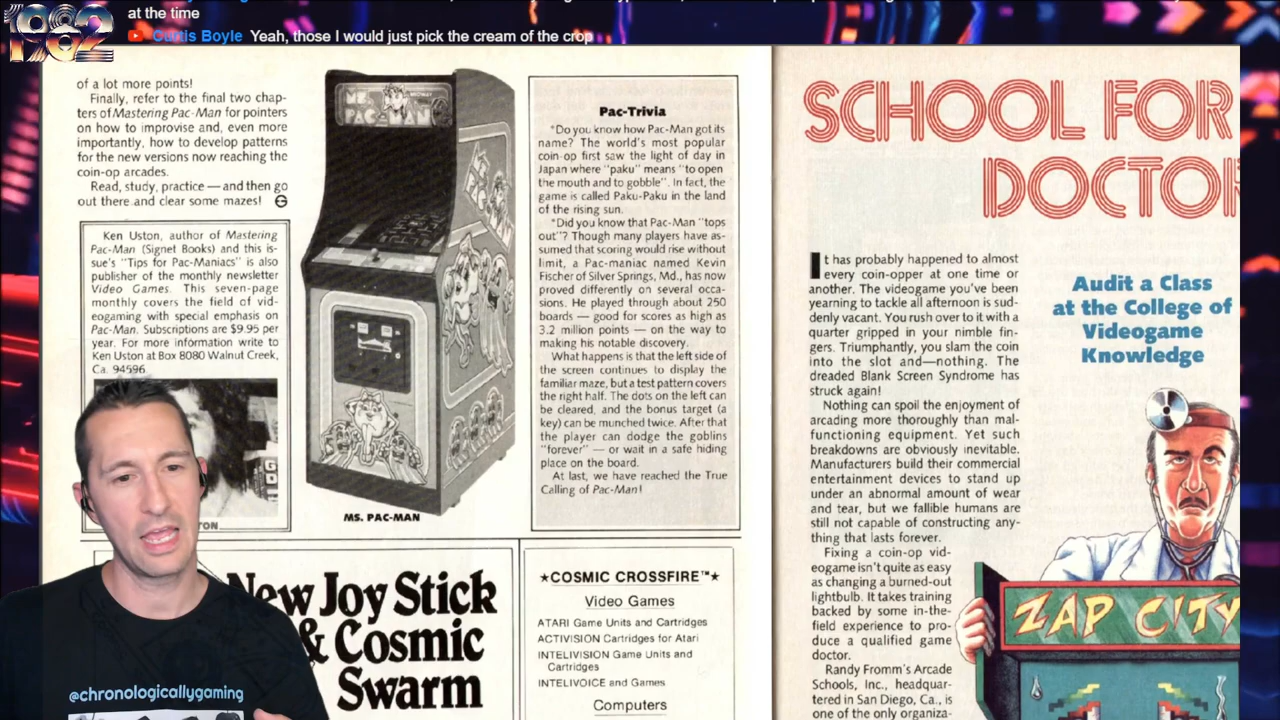 at the time
1982
Curtis Boyle Yeah, those I would just pick the cream of the crop
of a lot more points!
Finally, refer to the final two chap-
ters of Mastering Pac-Man for pointers
on how to improvise and, even more
importantly, how to develop patterns
for the new versions now reaching the
coin-op arcades.
Read, study, practice — and then go
out there and clear some mazes!
Ken Uston, author of Mastering
Pac-Man (Signet Books) and this is-
sue's "Tips for Pac-Maniacs" is also
publisher of the monthly newsletter
Video Games. This seven-page
monthly covers the field of vid-
eogaming with special emphasis on
Pac-Man. Subscriptions are $9.95 per
year. For more information write to
Ken Uston at Box 8080 Walnut Creek,
Ca. 94596
TON
MS. PAC-MAN
MS. PAC-MAN
Pac-Trivia
*Do you know how Pac-Man got its
name? The world's most popular
coin-op first saw the light of day in
Japan where "paku" means "to open
the mouth and to gobble". In fact, the
game is called Paku-Paku in the land
of the rising sun.
*Did you know that Pac-Man "tops
out"? Though many players have as-
sumed that scoring would rise without
limit, a Pac-maniac named Kevin
Fischer of Silver Springs, Md., has now
proved differently on several occa-
sions. He played through about 250
boards — good for scores as high as
3.2 million points — on the way to
making his notable discovery.
What happens is that the left side of
the screen continues to display the
familiar maze, but a test pattern covers
the right half. The dots on the left can
be cleared, and the bonus target (a
key) can be munched twice. After that
the player can dodge the goblins
"forever" — or wait in a safe hiding
place on the board.
At last, we have reached the True
Calling of Pac-Man!
New Joy Stick
& Cosmic
Swarm
★COSMIC CROSSFIRE™★
Video Games
ATARI Game Units and Cartridges
ACTIVISION Cartridges for Atari
INTELIVISION Game Units and
Cartridges
INTELIVOICE and Games
Computers
SCHOOL FOR
DOCTOR
It has probably happened to almost
every coin-opper at one time or
another. The videogame you've been
yearning to tackle all afternoon is sud-
denly vacant. You rush over to it with a
quarter gripped in your nimble fin-
gers. Triumphantly, you slam the coin
into the slot and—nothing. The
dreaded Blank Screen Syndrome has
struck again!
Nothing can spoil the enjoyment of
arcading more thoroughly than mal-
functioning equipment. Yet such
breakdowns are obviously inevitable.
Manufacturers build their commercial
entertainment devices to stand up
under an abnormal amount of wear
and tear, but we fallible humans are
still not capable of constructing any-
thing that lasts forever.
Fixing a coin-op vid-
eogame isn't quite as easy
as changing a burned-out
lightbulb. It takes training
backed by some in-the-
field experience to pro-
duce a qualified game
doctor.
Randy Fromm's Arcade
Schools, Inc., headquar-
tered in San Diego, Ca., is
one of the only organiza-
Audit a Class
at the College of
Videogame
Knowledge
ZAP CITY
@chronologicallygaming